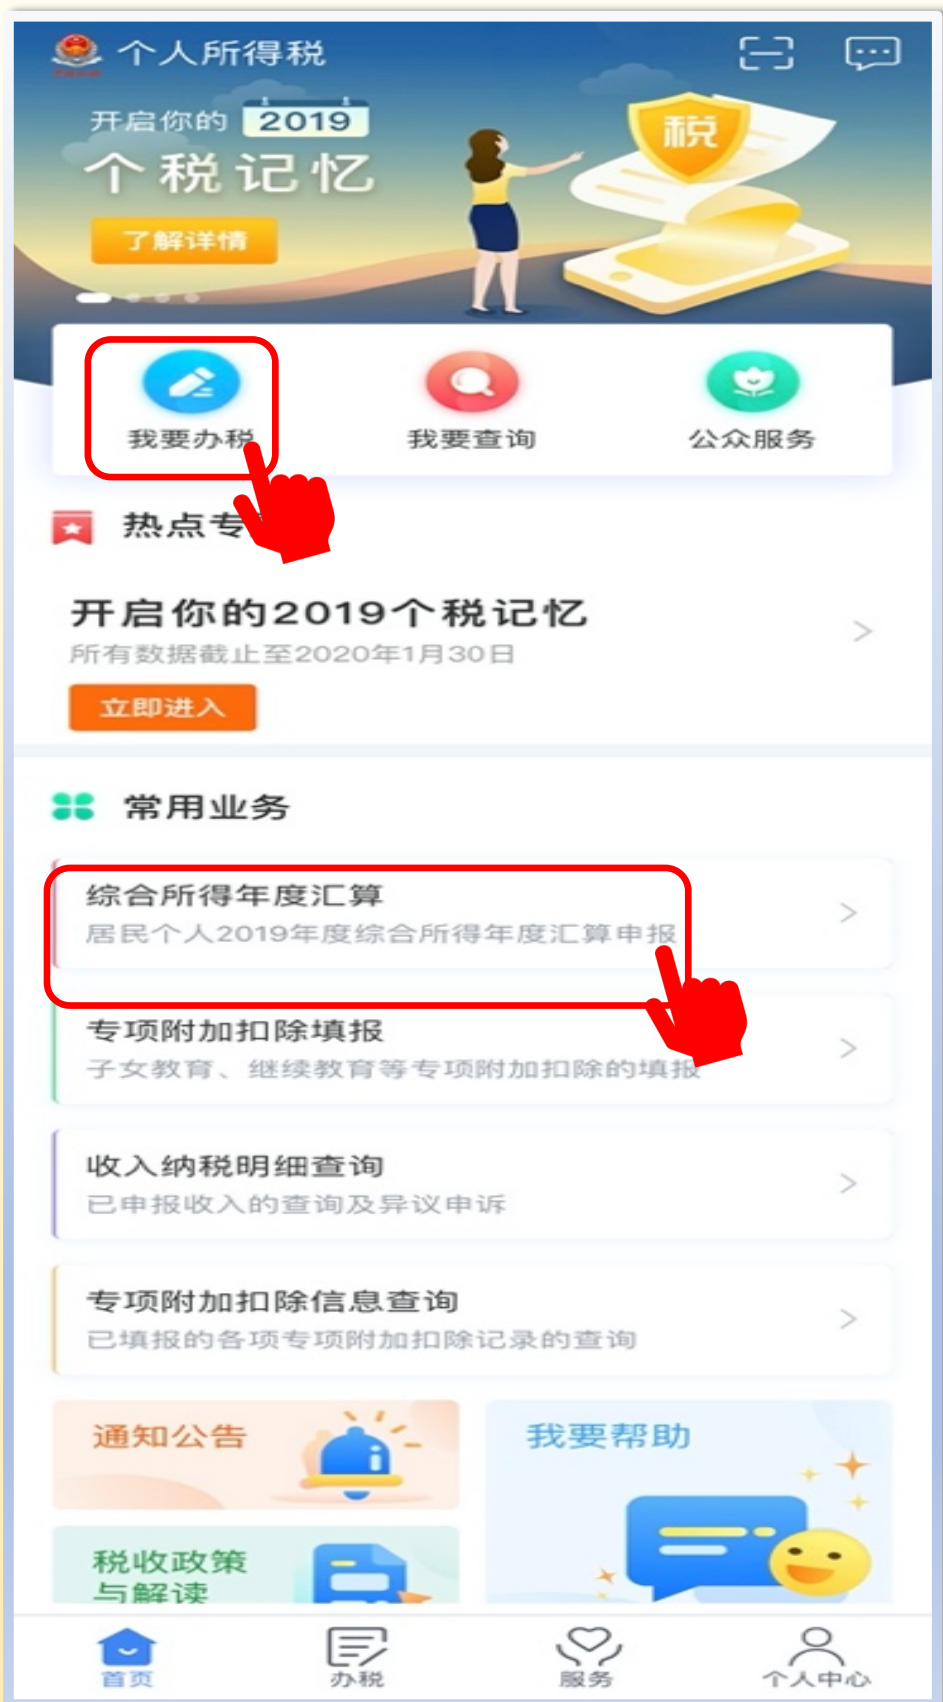 个人所得税
开启你的 2019
个税记忆
税
了解详情
我要办税
我要查询
公众服务
热点专
开启你的2019个税记忆
所有数据截止至2020年1月30日
立即进入
常用业务
综合所得年度汇算
居民个人2019年度综合所得年度汇算申报
专项附加扣除填报
子女教育、继续教育等专项附加扣除的填报
收入纳税明细查询
已申报收入的查询及异议申诉
专项附加扣除信息查询
已填报的各项专项附加扣除记录的查询
通知公告
我要帮助
税收政策
与解读
首页
办税
服务
个人中心